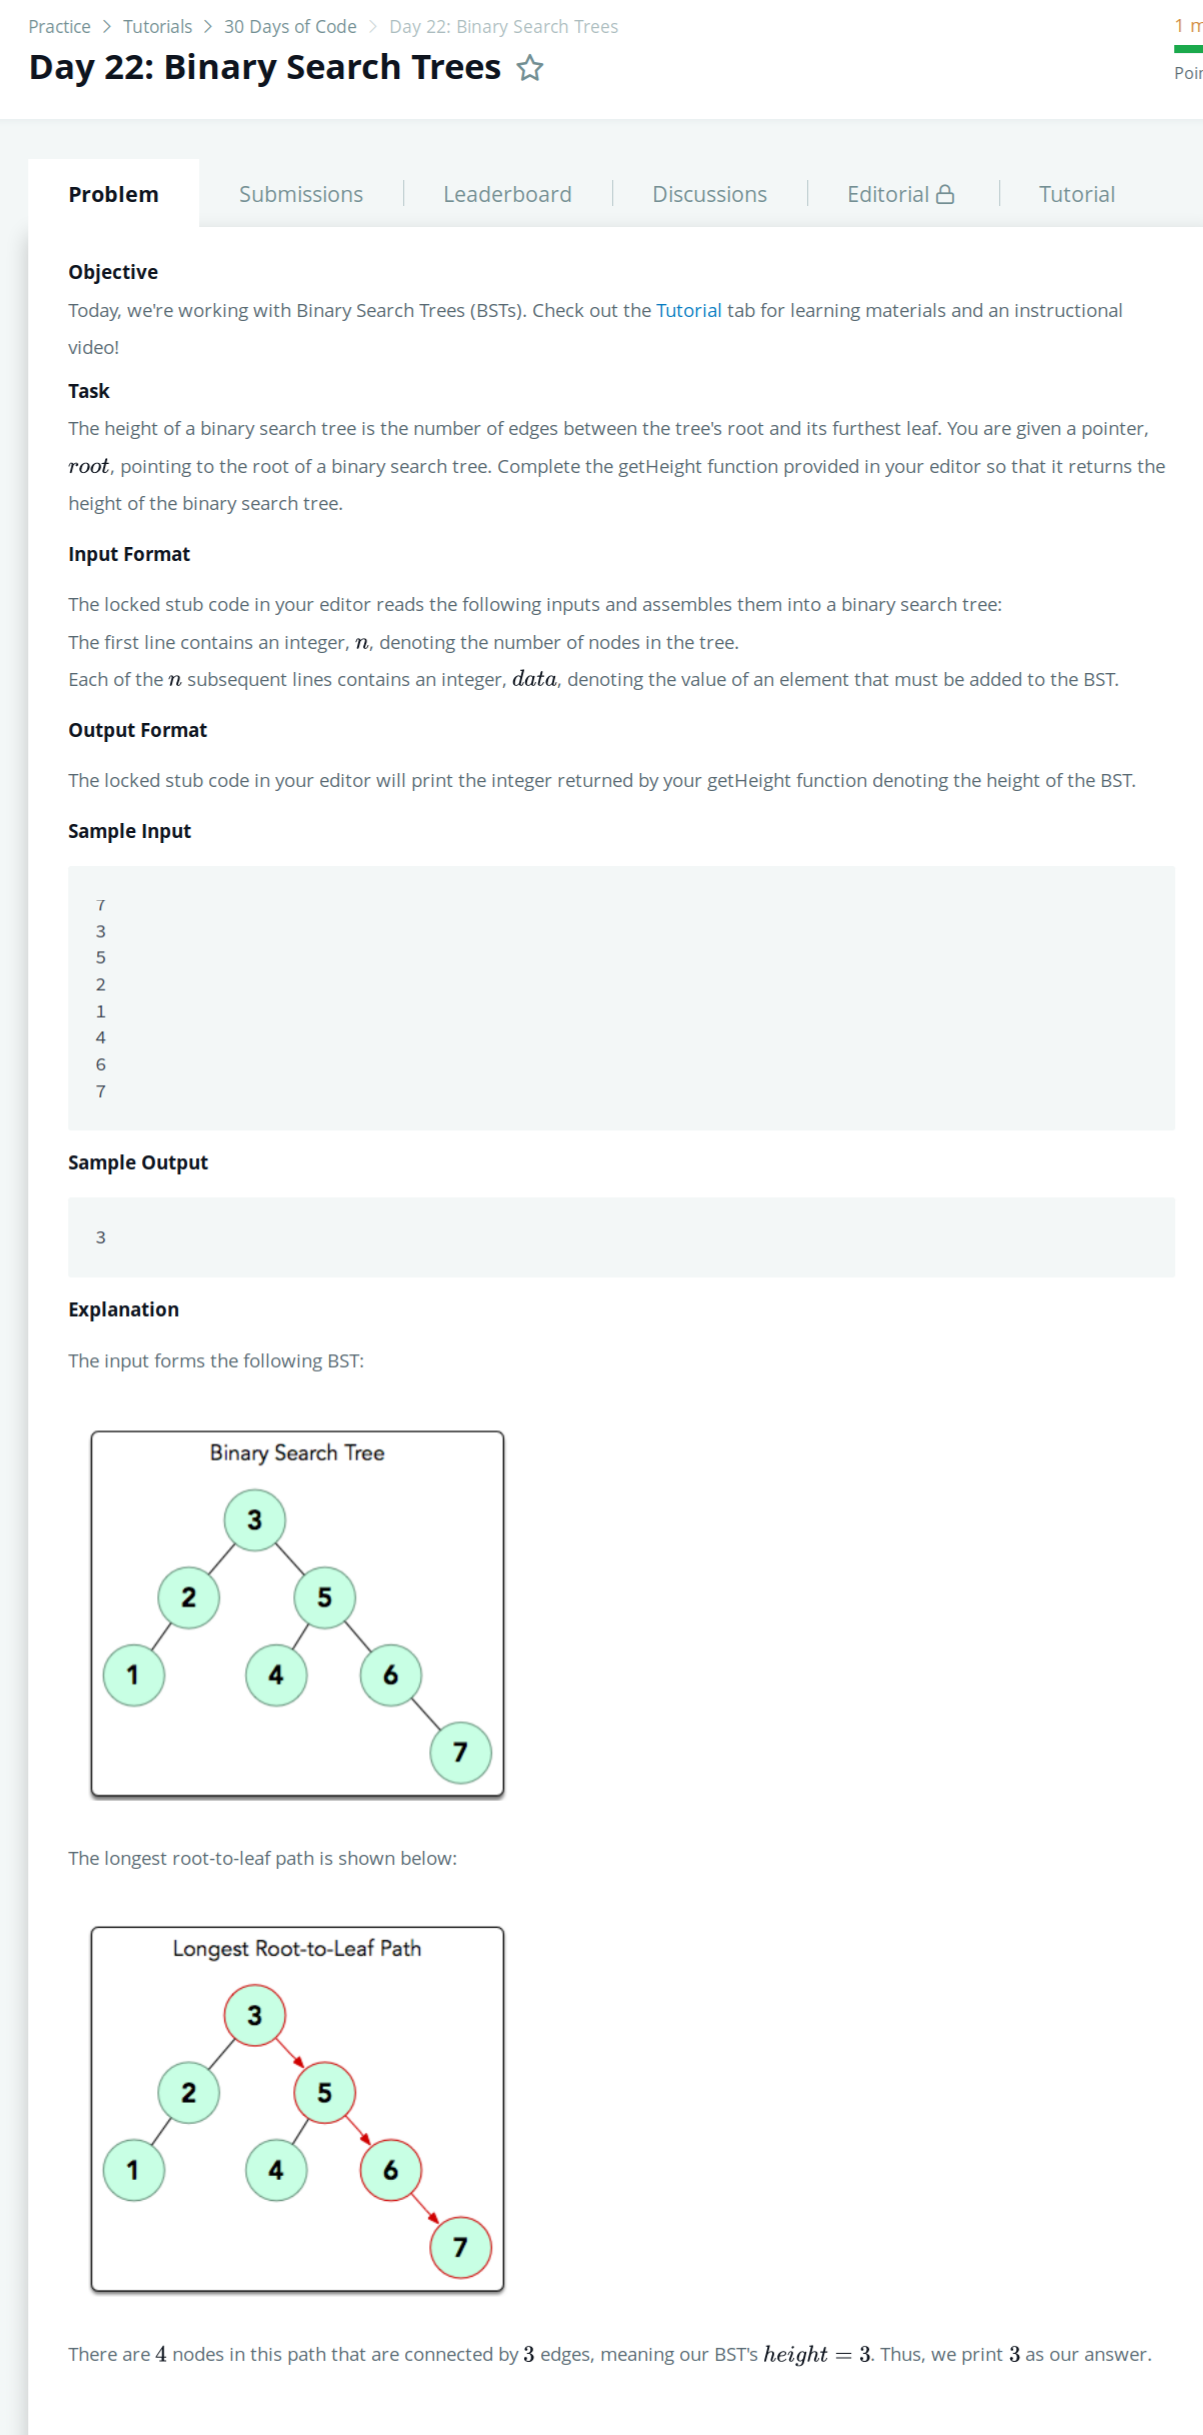 Practice > Tutorials > 30 Days of Code > Day 22: Binary Search Trees
1 m
Day 22: Binary Search Trees
Poin
Problem
Submissions
Leaderboard
Discussions
Editorial
Tutorial
Objective
Today, we're working with Binary Search Trees (BSTs). Check out the Tutorial tab for learning materials and an instructional
video!
Task
The height of a binary search tree is the number of edges between the tree's root and its furthest leaf. You are given a pointer,
root, pointing to the root of a binary search tree. Complete the getHeight function provided in your editor so that it returns the
height of the binary search tree.
Input Format
The locked stub code in your editor reads the following inputs and assembles them into a binary search tree:
The first line contains an integer, n, denoting the number of nodes in the tree.
Each of the n subsequent lines contains an integer, data, denoting the value of an element that must be added to the BST.
Output Format
The locked stub code in your editor will print the integer returned by your getHeight function denoting the height of the BST.
Sample Input
7
3
5
2
1
4
6
7
Sample Output
3
Explanation
The input forms the following BST:
Binary Search Tree
3
2 5
1 4 6
7
The longest root-to-leaf path is shown below:
Longest Root-to-Leaf Path
3
2 5
1 4 6
7
There are 4 nodes in this path that are connected by 3 edges, meaning our BST's height = 3. Thus, we print 3 as our answer.